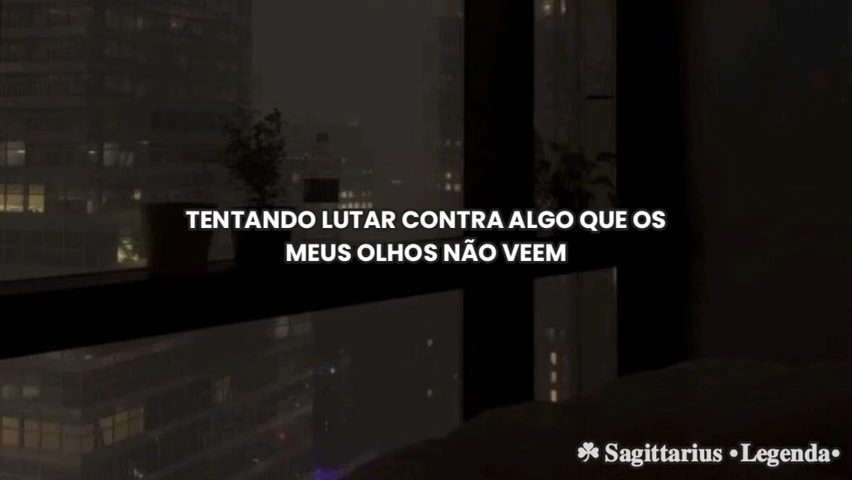 TENTANDO LUTAR CONTRA ALGO QUE OS
MEUS OLHOS NÃO VEEM
☘ Sagittarius •Legenda•